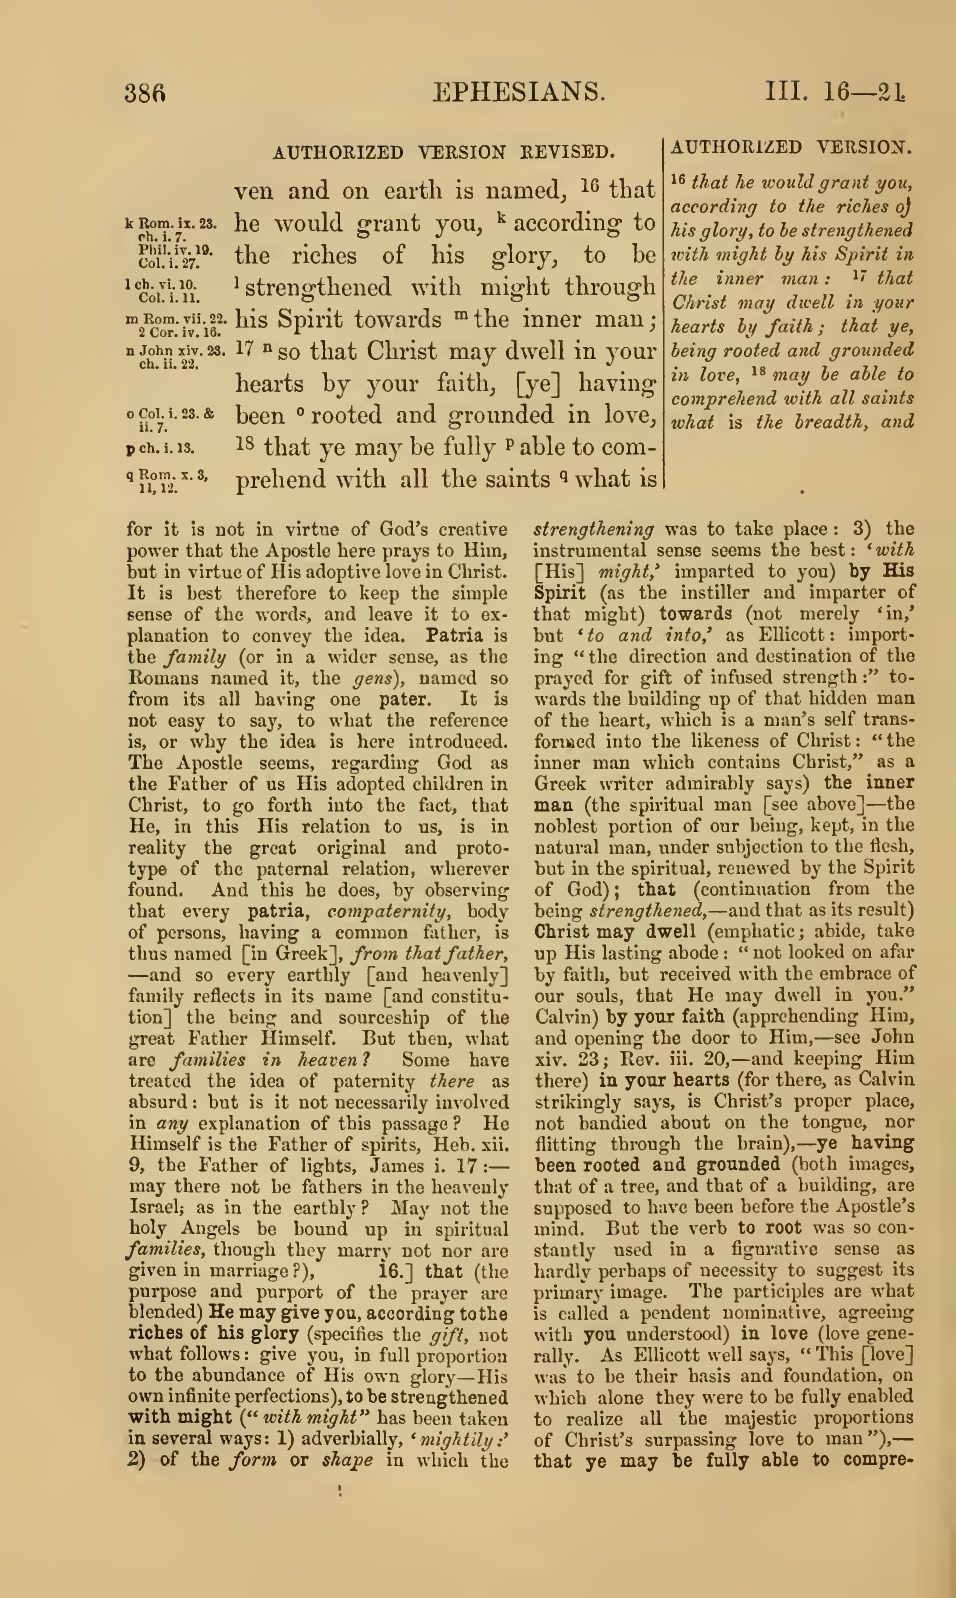 386
EPHESIANS.
III. 16—21.
AUTHORIZED VERSION REVISED.
ven and on earth is named, 16 that
he would grant you, k according to
the riches of his glory, to be
l strengthened with might through
his Spirit towards m the inner man;
17 n so that Christ may dwell in your
hearts by your faith, [ye] having
been o rooted and grounded in love,
18 that ye may be fully p able to com-
prehend with all the saints q what is
k Rom. ix. 23.
ch. i. 7.
Phil. iv. 19.
Col. i. 27.
l ch. vi. 10.
Col. i. 11.
m Rom. vii. 22.
2 Cor. iv. 16.
n John xiv. 23.
ch. ii. 22.
o Col. i. 23. &
ii. 7.
p ch. i. 13.
q Rom. x. 3,
11, 12.
AUTHORIZED VERSION.
16 that he would grant you,
according to the riches of
his glory, to be strengthened
with might by his Spirit in
the inner man: 17 that
Christ may dwell in your
hearts by faith; that ye,
being rooted and grounded
in love, 18 may be able to
comprehend with all saints
what is the breadth, and
for it is not in virtue of God's creative
power that the Apostle here prays to Him,
but in virtue of His adoptive love in Christ.
It is best therefore to keep the simple
sense of the words, and leave it to ex-
planation to convey the idea. Patria is
the family (or in a wider sense, as the
Romans named it, the gens), named so
from its all having one pater. It is
not easy to say, to what the reference
is, or why the idea is here introduced.
The Apostle seems, regarding God as
the Father of us His adopted children in
Christ, to go forth into the fact, that
He, in this His relation to us, is in
reality the great original and proto-
type of the paternal relation, wherever
found. And this he does, by observing
that every patria, compaternity, body
of persons, having a common father, is
thus named [in Greek], from that father,
—and so every earthly [and heavenly]
family reflects in its name [and constitu-
tion] the being and sourceship of the
great Father Himself. But then, what
are families in heaven? Some have
treated the idea of paternity there as
absurd: but is it not necessarily involved
in any explanation of this passage? He
Himself is the Father of spirits, Heb. xii.
9, the Father of lights, James i. 17:—
may there not be fathers in the heavenly
Israel, as in the earthly? May not the
holy Angels be bound up in spiritual
families, though they marry not nor are
given in marriage?), 16.] that (the
purpose and purport of the prayer are
blended) He may give you, according to the
riches of his glory (specifies the gift, not
what follows: give you, in full proportion
to the abundance of His own glory—His
own infinite perfections), to be strengthened
with might ("with might" has been taken
in several ways: 1) adverbially, 'mightily:'
2) of the form or shape in which the
strengthening was to take place: 3) the
instrumental sense seems the best: 'with
[His] might,' imparted to you) by His
Spirit (as the instiller and imparter of
that might) towards (not merely 'in,'
but 'to and into,' as Ellicott: import-
ing "the direction and destination of the
prayed for gift of infused strength:" to-
wards the building up of that hidden man
of the heart, which is a man's self trans-
formed into the likeness of Christ: "the
inner man which contains Christ," as a
Greek writer admirably says) the inner
man (the spiritual man [see above]—the
noblest portion of our being, kept, in the
natural man, under subjection to the flesh,
but in the spiritual, renewed by the Spirit
of God); that (continuation from the
being strengthened,—and that as its result)
Christ may dwell (emphatic; abide, take
up His lasting abode: "not looked on afar
by faith, but received with the embrace of
our souls, that He may dwell in you."
Calvin) by your faith (apprehending Him,
and opening the door to Him,—see John
xiv. 23; Rev. iii. 20,—and keeping Him
there) in your hearts (for there, as Calvin
strikingly says, is Christ's proper place,
not bandied about on the tongue, nor
flitting through the brain),—ye having
been rooted and grounded (both images,
that of a tree, and that of a building, are
supposed to have been before the Apostle's
mind. But the verb to root was so con-
stantly used in a figurative sense as
hardly perhaps of necessity to suggest its
primary image. The participles are what
is called a pendent nominative, agreeing
with you understood) in love (love gene-
rally. As Ellicott well says, "This [love]
was to be their basis and foundation, on
which alone they were to be fully enabled
to realize all the majestic proportions
of Christ's surpassing love to man"),—
that ye may be fully able to compre-